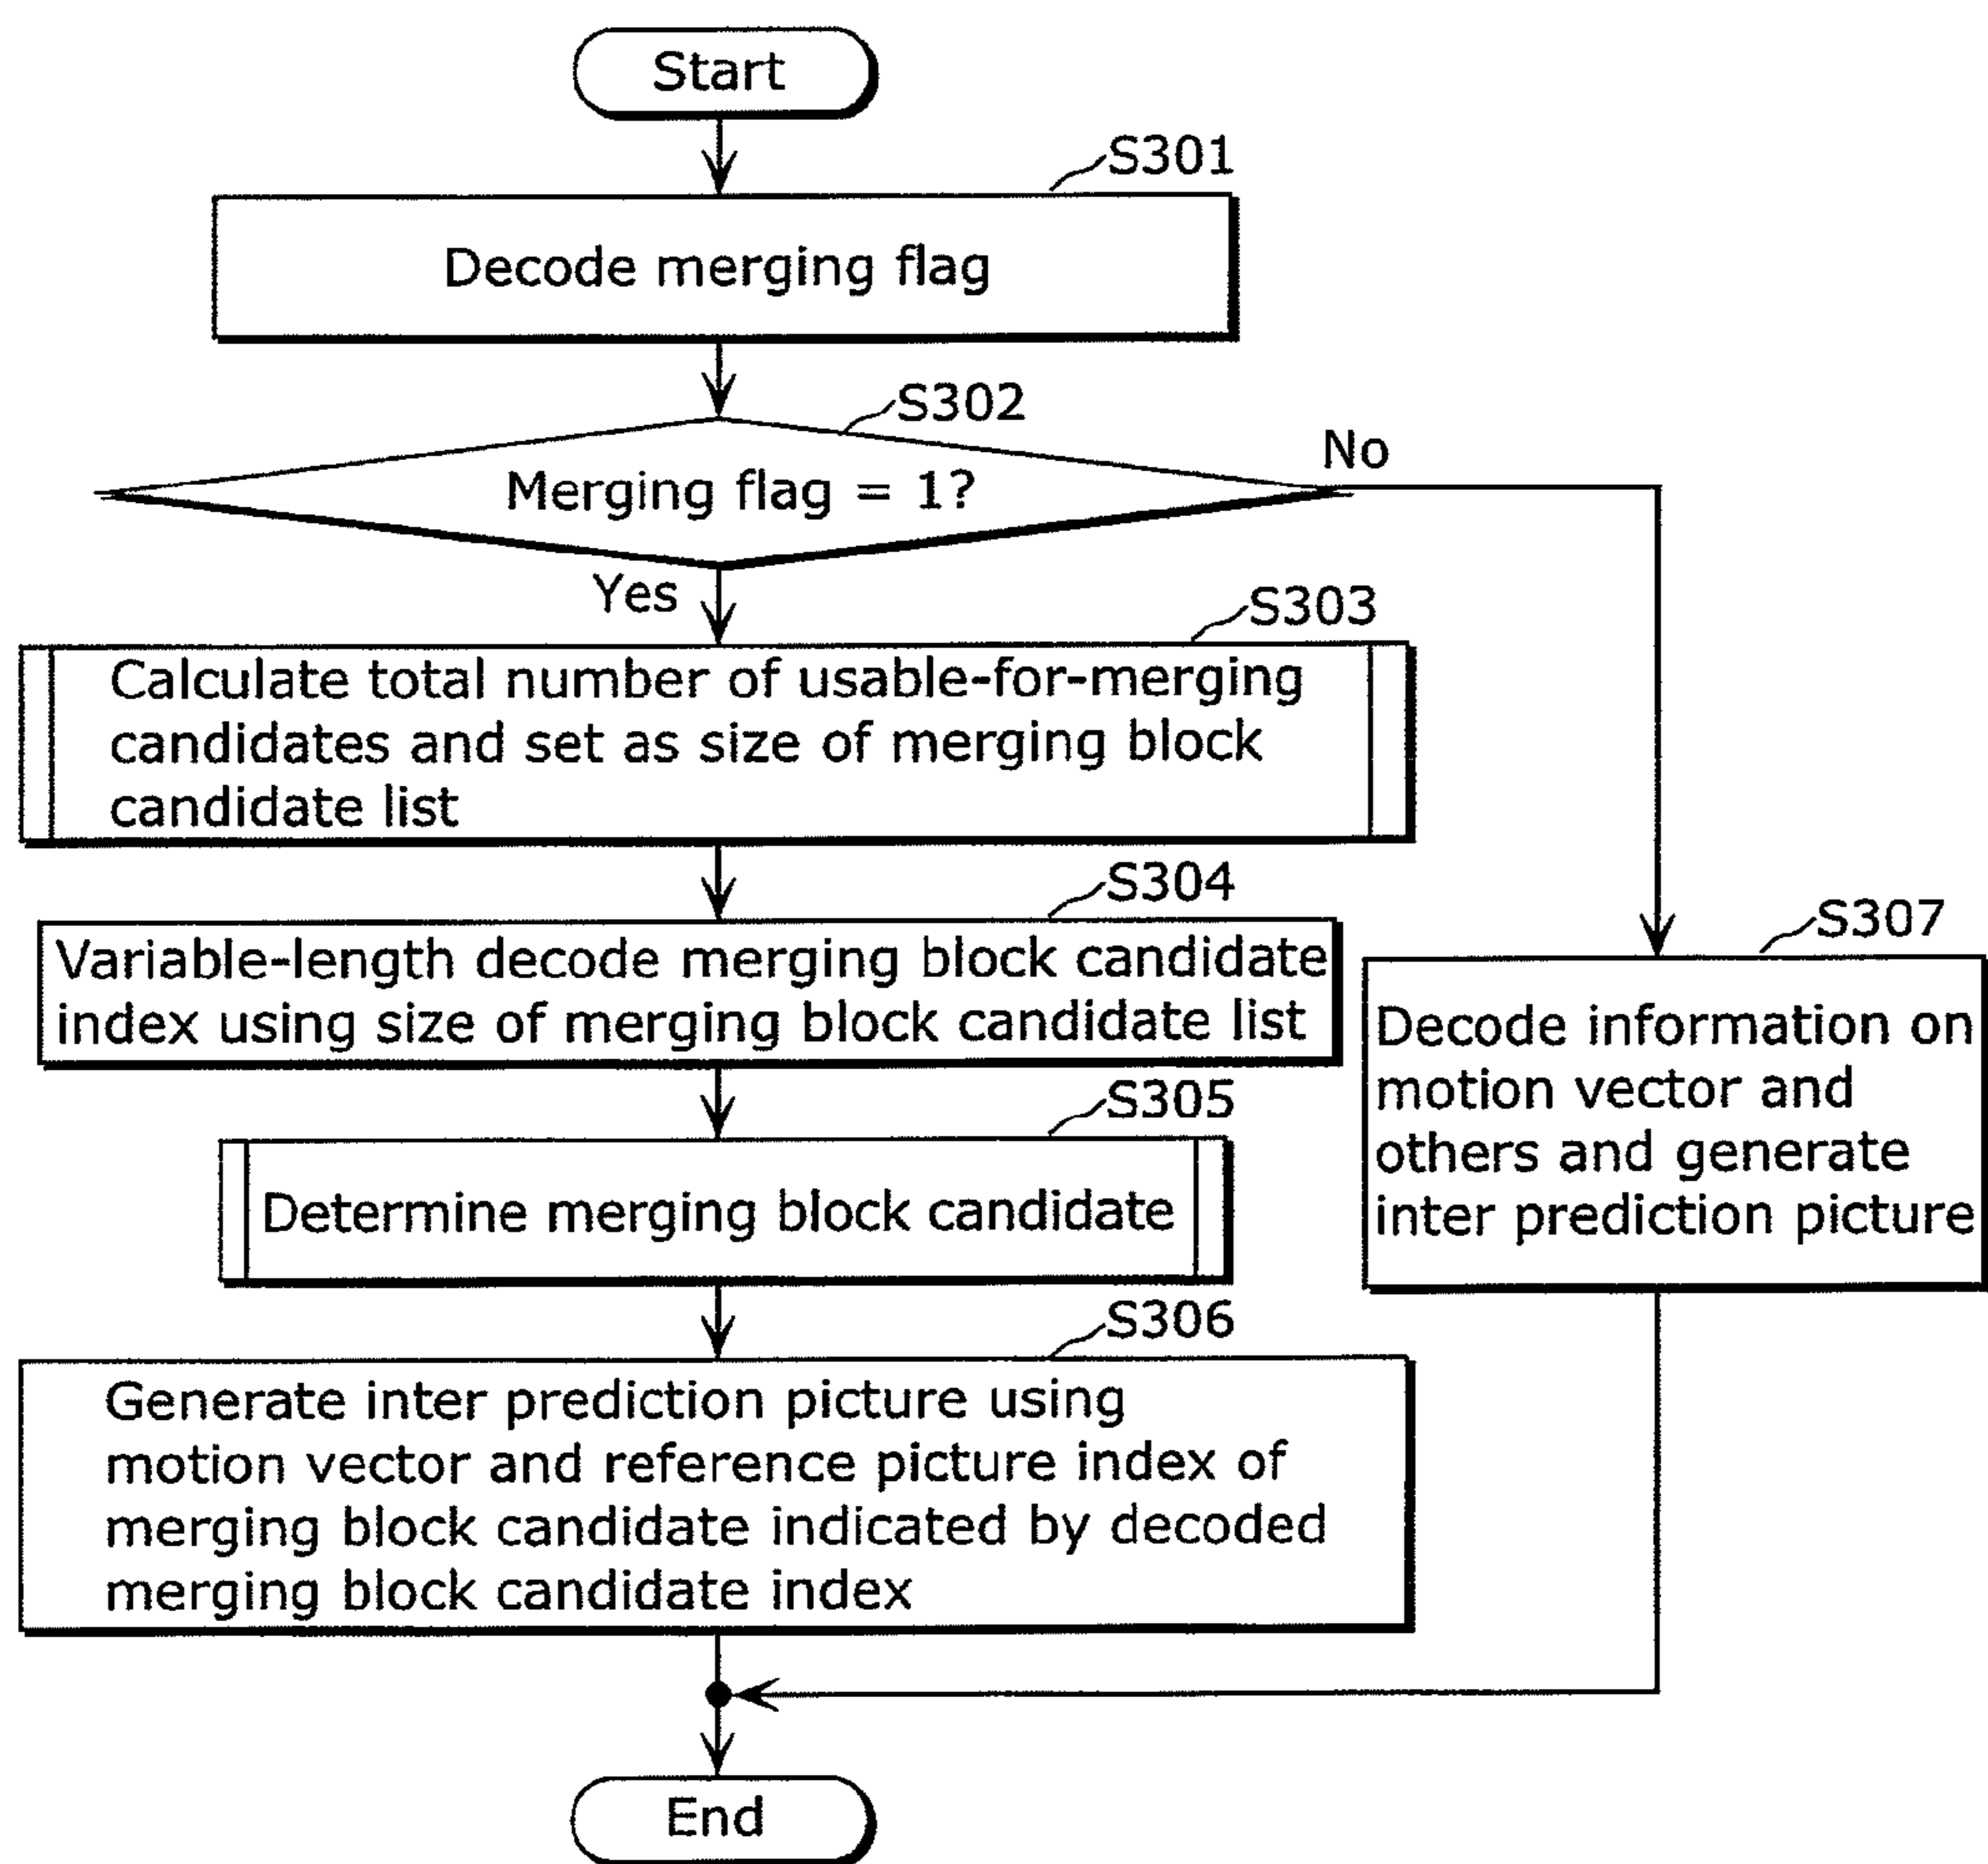 Start
S301
Decode merging flag
S302
Merging flag = 1?
No
Yes
S303
Calculate total number of usable-for-merging
candidates and set as size of merging block
candidate list
S304
Variable-length decode merging block candidate
index using size of merging block candidate list
S307
Decode information on
motion vector and
others and generate
inter prediction picture
S305
Determine merging block candidate
S306
Generate inter prediction picture using
motion vector and reference picture index of
merging block candidate indicated by decoded
merging block candidate index
End